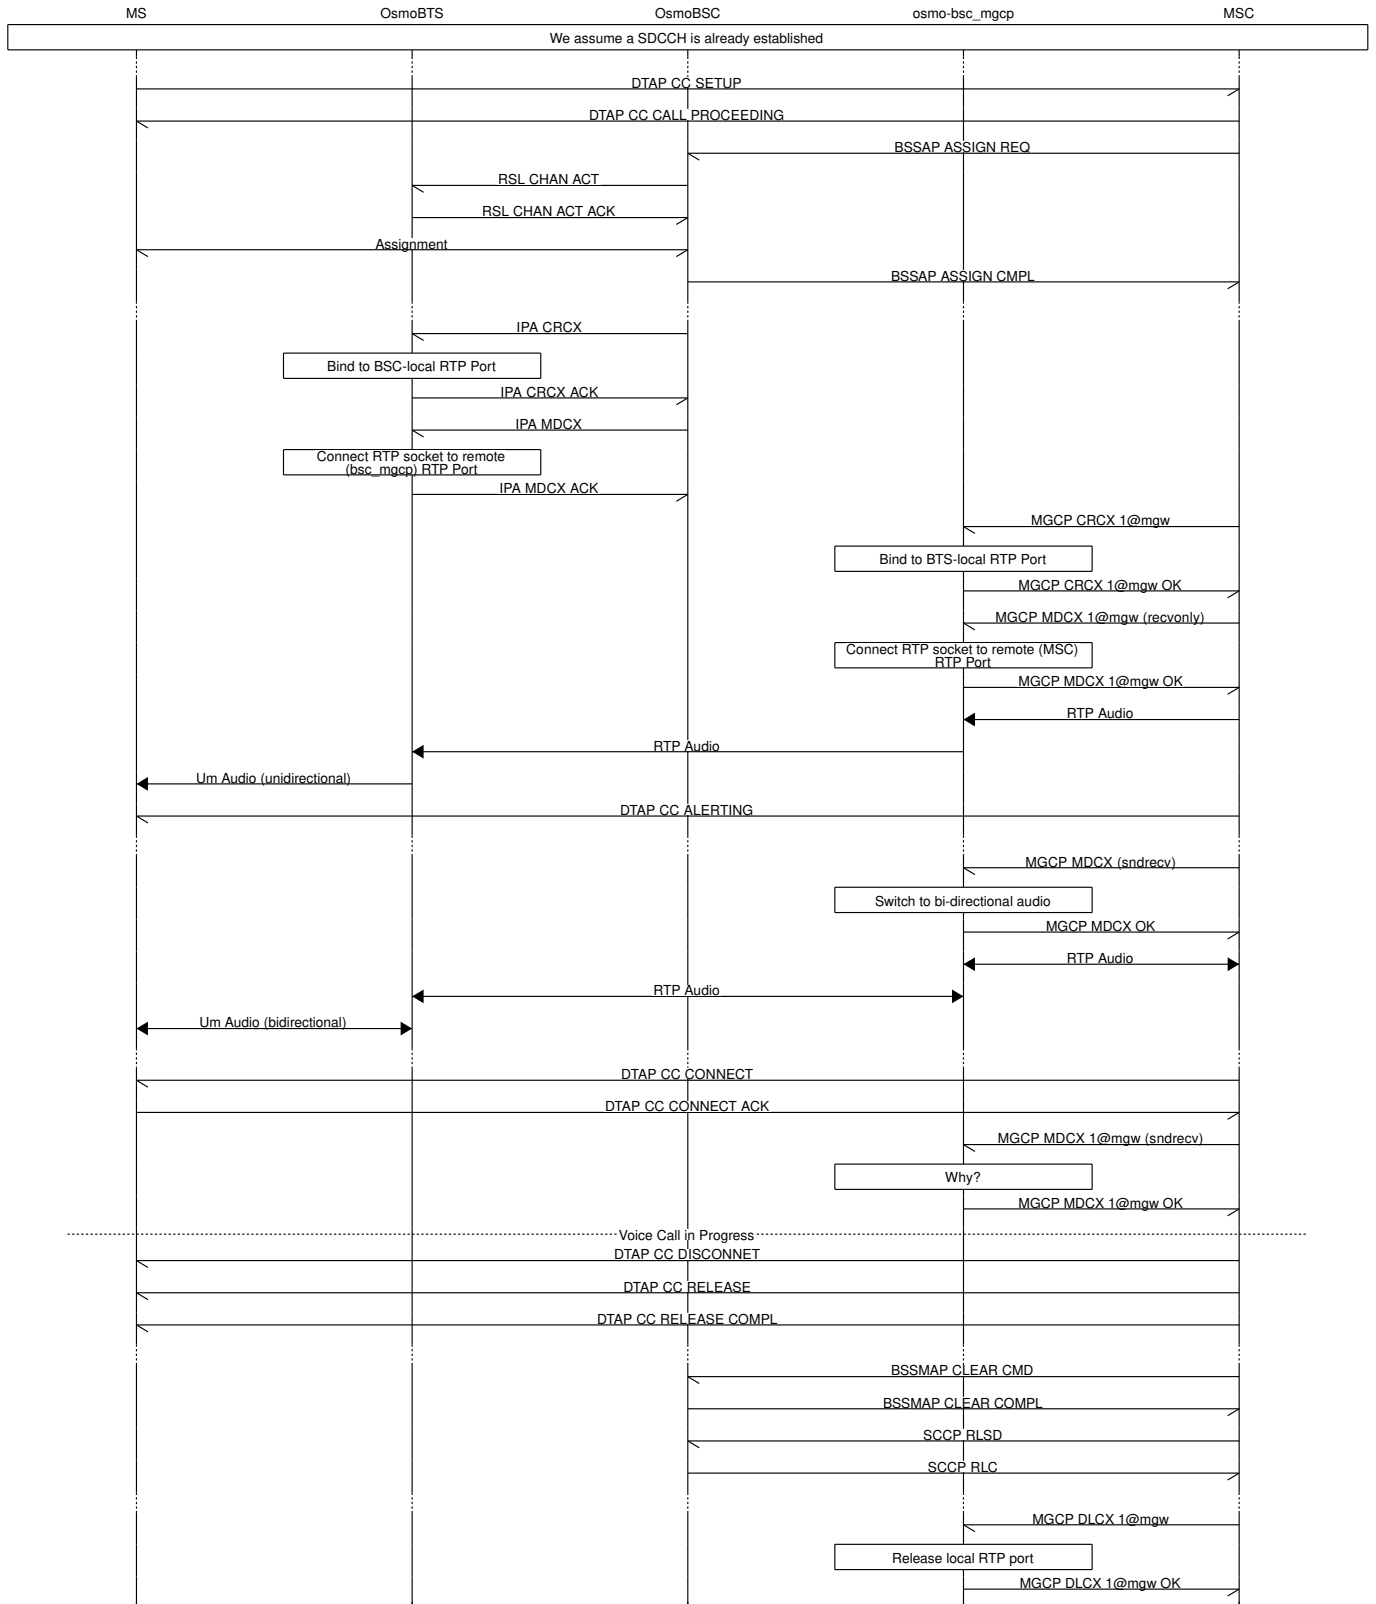 MS OsmoBTS OsmoBSC osmo-bsc_mgcp MSC
We assume a SDCCH is already established
DTAP CC SETUP
DTAP CC CALL PROCEEDING
BSSAP ASSIGN REQ
RSL CHAN ACT
RSL CHAN ACT ACK
Assignment
BSSAP ASSIGN CMPL
IPA CRCX
Bind to BSC-local RTP Port
IPA CRCX ACK
IPA MDCX
Connect RTP socket to remote
(bsc_mgcp) RTP Port
IPA MDCX ACK
MGCP CRCX 1@mgw
Bind to BTS-local RTP Port
MGCP CRCX 1@mgw OK
MGCP MDCX 1@mgw (recvonly)
Connect RTP socket to remote (MSC)
RTP Port
MGCP MDCX 1@mgw OK
RTP Audio
RTP Audio
Um Audio (unidirectional)
DTAP CC ALERTING
MGCP MDCX (sndrecv)
Switch to bi-directional audio
MGCP MDCX OK
RTP Audio
RTP Audio
Um Audio (bidirectional)
DTAP CC CONNECT
DTAP CC CONNECT ACK
MGCP MDCX 1@mgw (sndrecv)
Why?
MGCP MDCX 1@mgw OK
Voice Call in Progress
DTAP CC DISCONNET
DTAP CC RELEASE
DTAP CC RELEASE COMPL
BSSMAP CLEAR CMD
BSSMAP CLEAR COMPL
SCCP RLSD
SCCP RLC
MGCP DLCX 1@mgw
Release local RTP port
MGCP DLCX 1@mgw OK